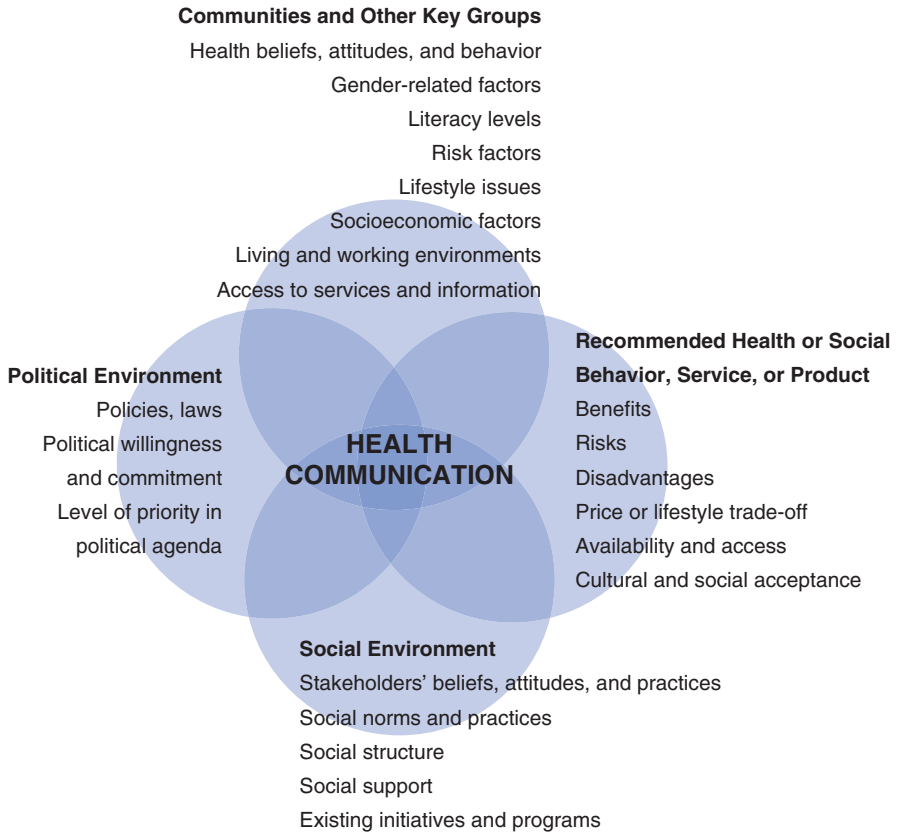 Communities and Other Key Groups
Health beliefs, attitudes, and behavior
Gender-related factors
Literacy levels
Risk factors
Lifestyle issues
Socioeconomic factors
Living and working environments
Access to services and information
Political Environment
Policies, laws
Political willingness
and commitment
Level of priority in
political agenda
HEALTH
COMMUNICATION
Recommended Health or Social
Behavior, Service, or Product
Benefits
Risks
Disadvantages
Price or lifestyle trade-off
Availability and access
Cultural and social acceptance
Social Environment
Stakeholders’ beliefs, attitudes, and practices
Social norms and practices
Social structure
Social support
Existing initiatives and programs